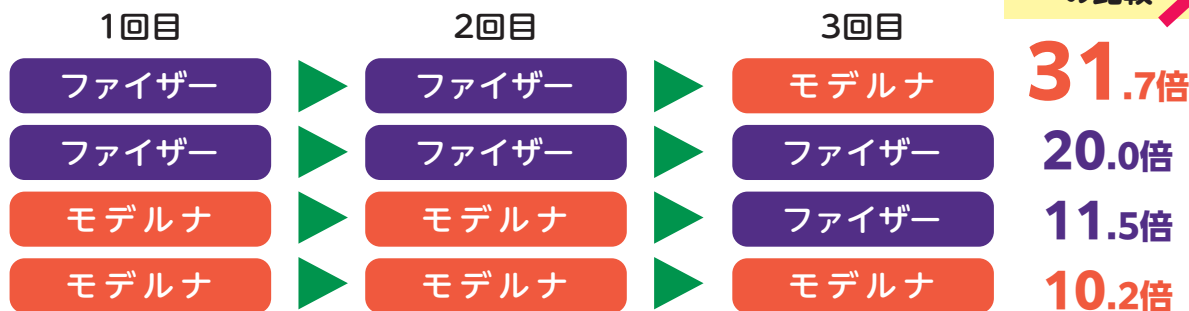 の比較
1回目 2回目 3回目
ファイザー ファイザー モデルナ 31.7倍
ファイザー ファイザー ファイザー 20.0倍
モデルナ モデルナ ファイザー 11.5倍
モデルナ モデルナ モデルナ 10.2倍